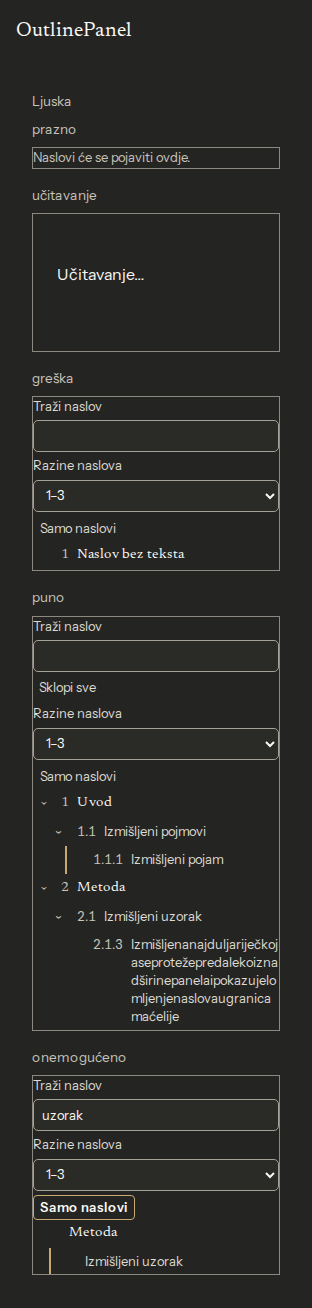 OutlinePanel
Ljuska
prazno
Naslovi će se pojaviti ovdje.
učitavanje
Učitavanje...
greška
Traži naslov
Razine naslova
1–3
Samo naslovi
1 Naslov bez teksta
puno
Traži naslov
Sklopi sve
Razine naslova
1–3
Samo naslovi
1 Uvod
1.1 Izmišljeni pojmovi
1.1.1 Izmišljeni pojam
2 Metoda
2.1 Izmišljeni uzorak
2.1.3 Izmišljenanajduljariječkoj
aseprotežepredalekoizna
dširinepanelaipokazujelo
mljenjenaslovaugranica
maćelije
onemogućeno
Traži naslov
uzorak
Razine naslova
1–3
Samo naslovi
Metoda
Izmišljeni uzorak